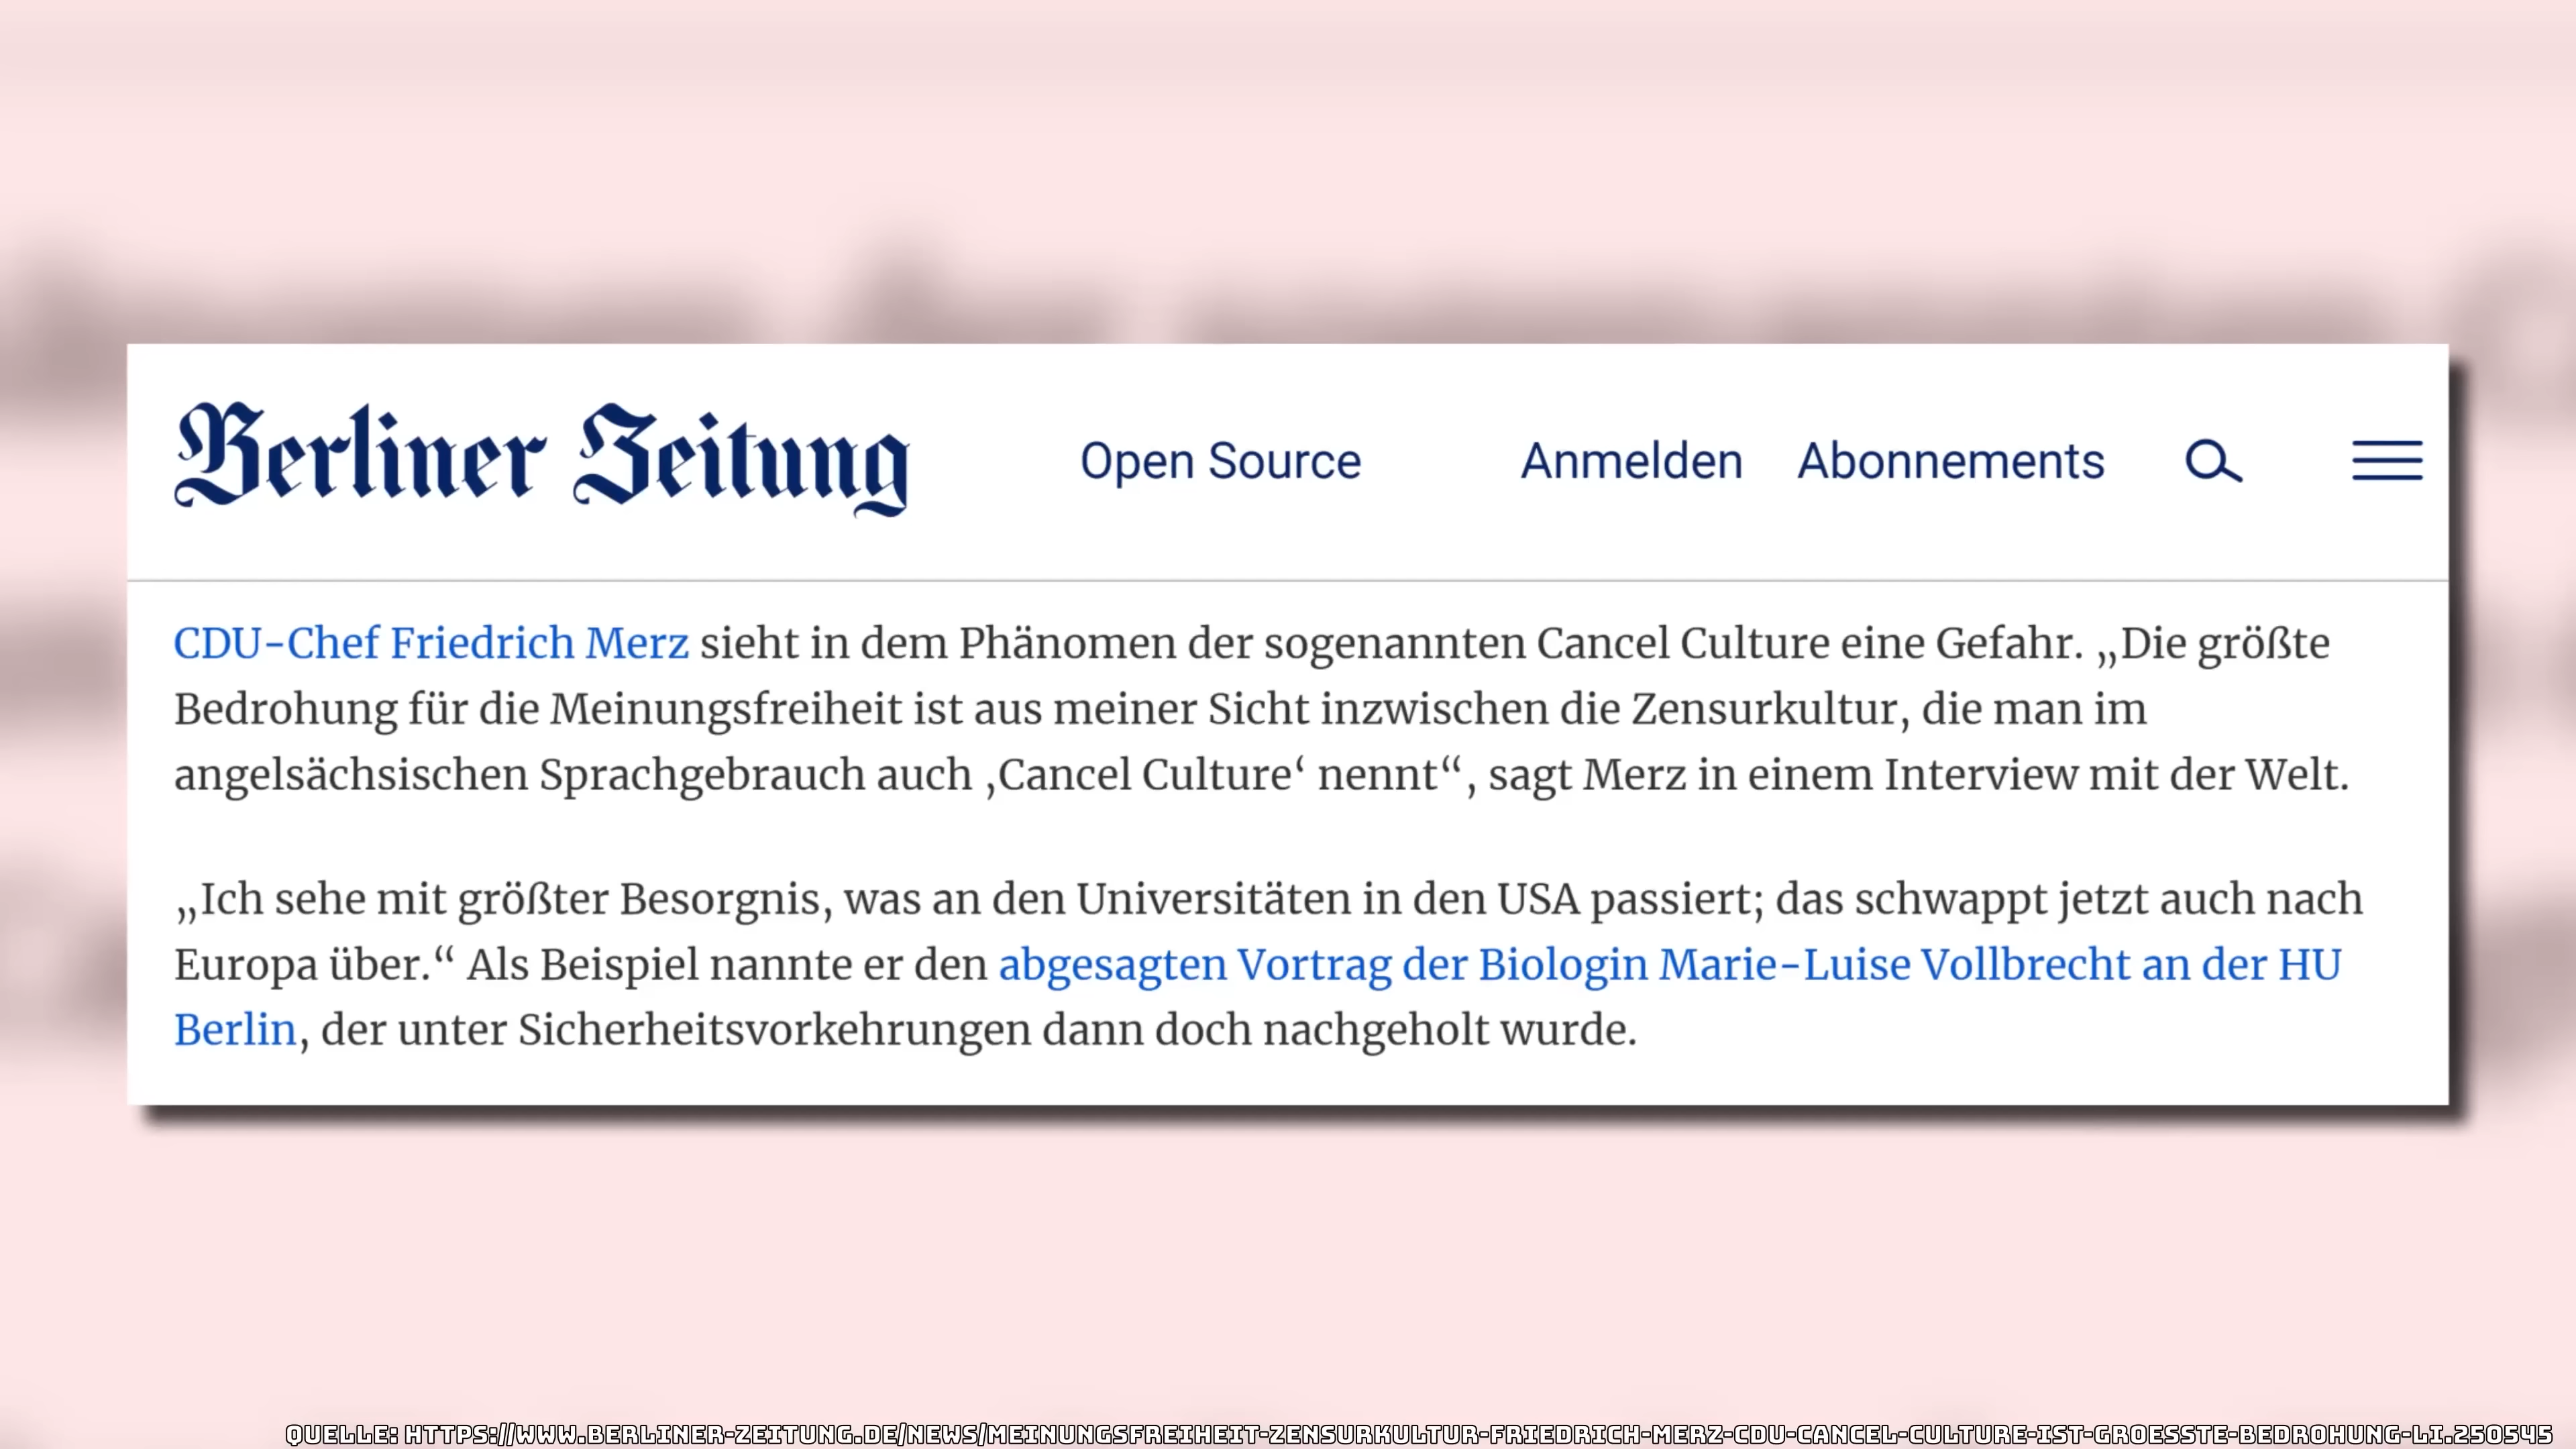 Berliner Zeitung
Open Source
Anmelden
Abonnements
CDU-Chef Friedrich Merz sieht in dem Phänomen der sogenannten Cancel Culture eine Gefahr. „Die größte
Bedrohung für die Meinungsfreiheit ist aus meiner Sicht inzwischen die Zensurkultur, die man im
angelsächsischen Sprachgebrauch auch ‚Cancel Culture‘ nennt“, sagt Merz in einem Interview mit der Welt.
„Ich sehe mit größter Besorgnis, was an den Universitäten in den USA passiert; das schwappt jetzt auch nach
Europa über.“ Als Beispiel nannte er den abgesagten Vortrag der Biologin Marie-Luise Vollbrecht an der HU
Berlin, der unter Sicherheitsvorkehrungen dann doch nachgeholt wurde.
QUELLE: HTTPS://WWW.BERLINER-ZEITUNG.DE/NEWS/MEINUNGSFREIHEIT-ZENSURKULTUR-FRIEDRICH-MERZ-CDU-CANCEL-CULTURE-IST-GROESSTE-BEDROHUNG-LI.250545